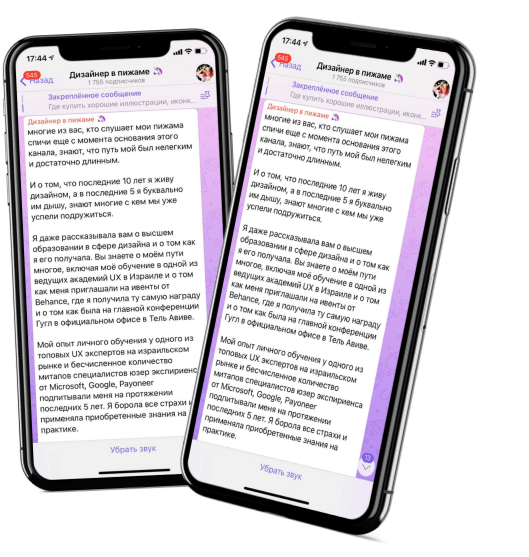 17:44
545
Назад
Дизайнер в пижаме 🦄
1 755 подписчиков
Закреплённое сообщение
Где купить хорошие иллюстрации, иконк...
Дизайнер в пижаме 🦄
многие из вас, кто слушает мои пижама
спичи еще с момента основания этого
канала, знают, что путь мой был нелегким
и достаточно длинным.
И о том, что последние 10 лет я живу
дизайном, а в последние 5 я буквально
им дышу, знают многие с кем мы уже
успели подружиться.
Я даже рассказывала вам о высшем
образовании в сфере дизайна и о том как
я его получала. Вы знаете о моём пути
многое, включая моё обучение в одной из
ведущих академий UX в Израиле и о том
как меня приглашали на ивенты от
Behance, где я получила ту самую награду
и о том как была на главной конференции
Гугл в официальном офисе в Тель Авиве.
Мой опыт личного обучения у одного из
топовых UX экспертов на израильском
рынке и бесчисленное количество
митапов специалистов юзер экспириенс
от Microsoft, Google, Payoneer
подпитывали меня на протяжении
последних 5 лет. Я борола все страхи и
применяла приобретенные знания на
практике.
Убрать звук
17:44
545
Назад
Дизайнер в пижаме 🦄
1 755 подписчиков
Закреплённое сообщение
Где купить хорошие иллюстрации, иконк...
Дизайнер в пижаме 🦄
многие из вас, кто слушает мои пижама
спичи еще с момента основания этого
канала, знают, что путь мой был нелегким
и достаточно длинным.
И о том, что последние 10 лет я живу
дизайном, а в последние 5 я буквально
им дышу, знают многие с кем мы уже
успели подружиться.
Я даже рассказывала вам о высшем
образовании в сфере дизайна и о том как
я его получала. Вы знаете о моём пути
многое, включая моё обучение в одной из
ведущих академий UX в Израиле и о том
как меня приглашали на ивенты от
Behance, где я получила ту самую награду
и о том как была на главной конференции
Гугл в официальном офисе в Тель Авиве.
Мой опыт личного обучения у одного из
топовых UX экспертов на израильском
рынке и бесчисленное количество
митапов специалистов юзер экспириенса
от Microsoft, Google, Payoneer
подпитывали меня на протяжении
последних 5 лет. Я борола все страхи и
применяла приобретенные знания на
практике.
13
Убрать звук